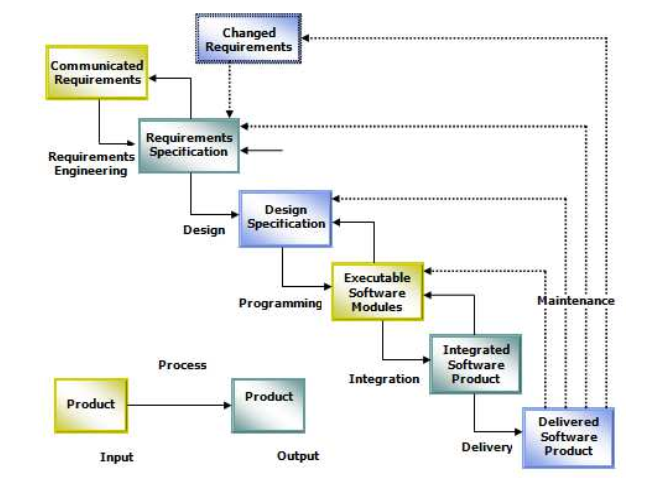 Changed
Requirements
Communicated
Requirements
Requirements
Specification
Requirements
Engineering
Design
Specification
Design
Executable
Software
Modules
Programming
Maintenance
Integrated
Software
Product
Integration
Process
Product
Product
Delivered
Software
Product
Delivery
Input
Output